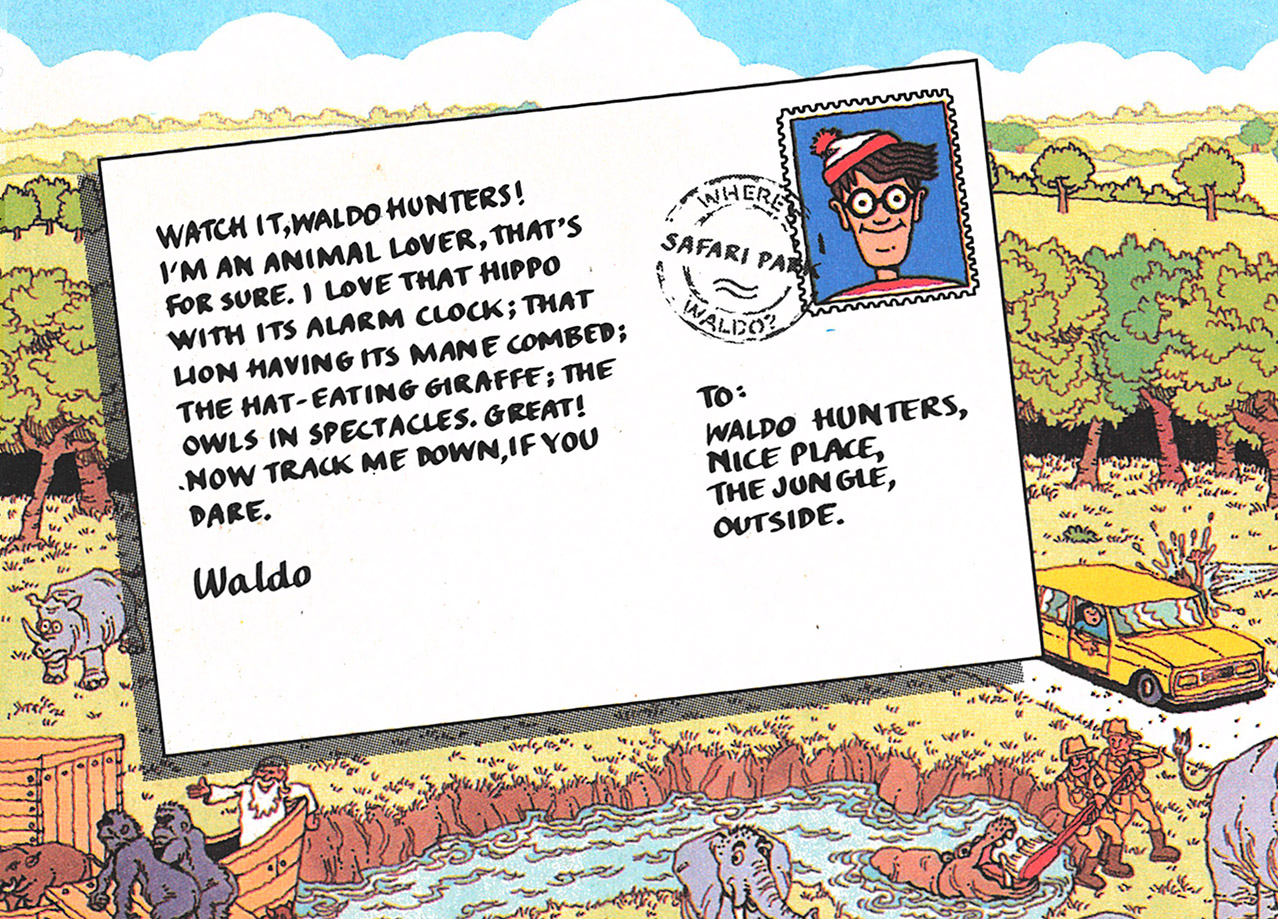 WATCH IT, WALDO HUNTERS!
I'M AN ANIMAL LOVER, THAT'S
FOR SURE. I LOVE THAT HIPPO
WITH ITS ALARM CLOCK; THAT
LION HAVING ITS MANE COMBED;
THE HAT-EATING GIRAFFE; THE
OWLS IN SPECTACLES. GREAT!
NOW TRACK ME DOWN, IF YOU
DARE.
Waldo
WHERE'S
SAFARI PARK
WALDO?
TO:
WALDO HUNTERS,
NICE PLACE,
THE JUNGLE,
OUTSIDE.